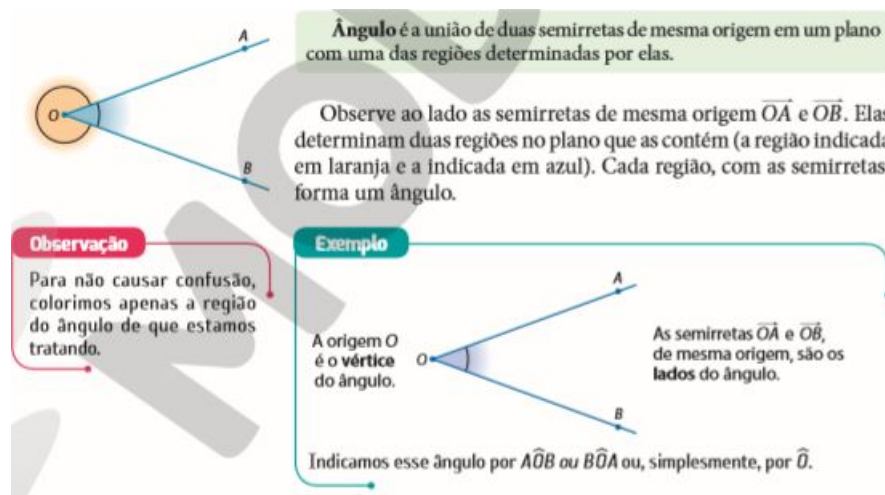 Ângulo é a união de duas semirretas de mesma origem em um plano
com uma das regiões determinadas por elas.
A
O
B
Observe ao lado as semirretas de mesma origem OA e OB. Elas
determinam duas regiões no plano que as contém (a região indicada
em laranja e a indicada em azul). Cada região, com as semirretas
forma um ângulo.
Observação
Para não causar confusão,
colorimos apenas a região
do ângulo de que estamos
tratando.
Exemplo
A origem O
é o vértice
do ângulo.
A
O
B
As semirretas OA e OB,
de mesma origem, são os
lados do ângulo.
Indicamos esse ângulo por AÔB ou BÔA ou, simplesmente, por Ô.